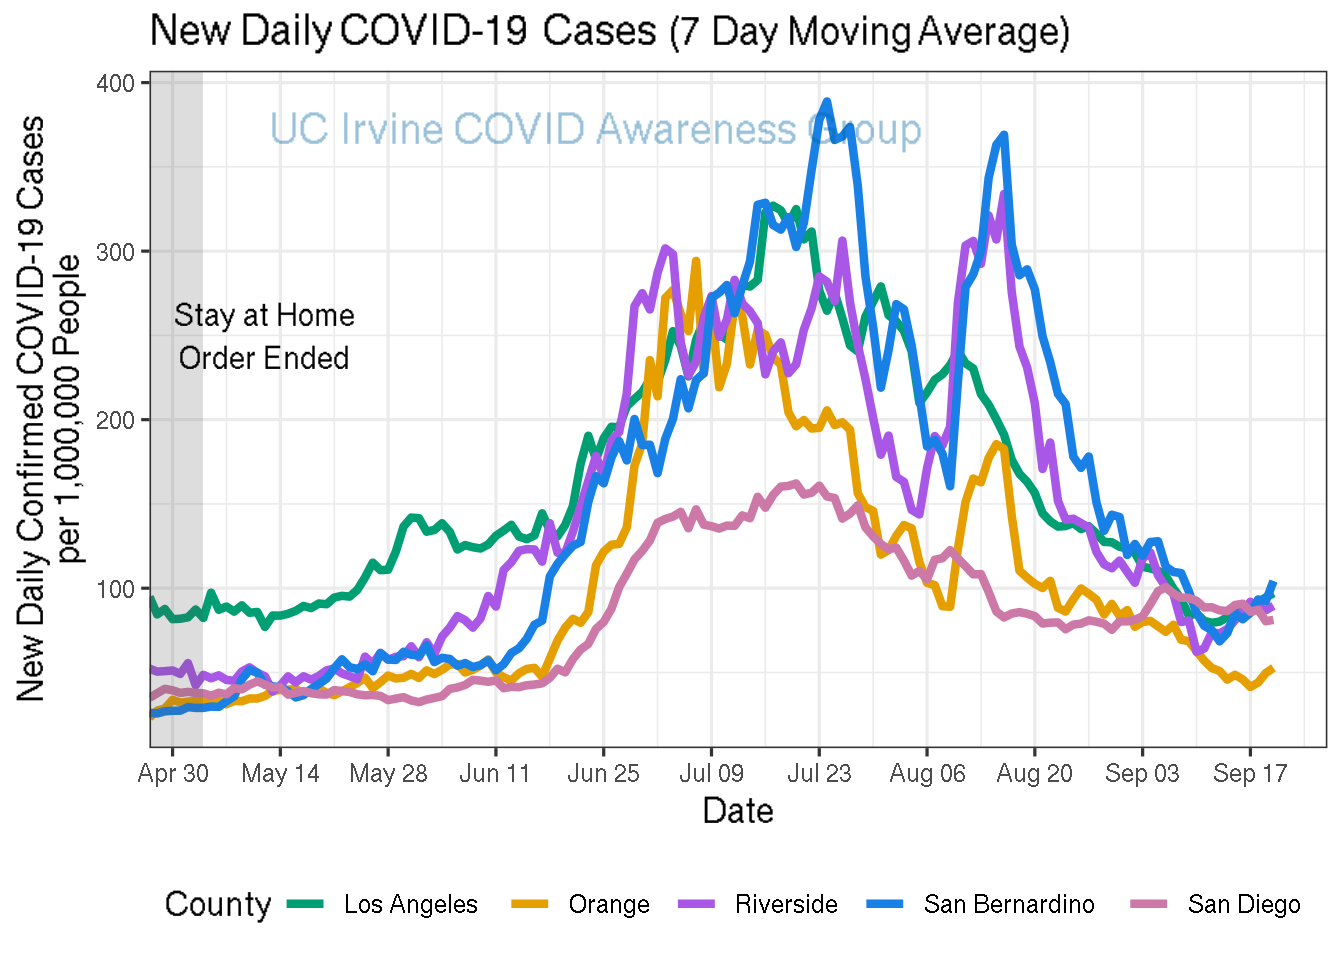 New Daily COVID-19 Cases (7 Day Moving Average)
UC Irvine COVID Awareness Group
New Daily Confirmed COVID-19 Cases
per 1,000,000 People
400
300
200
100
Stay at Home
Order Ended
Apr 30 May 14 May 28 Jun 11 Jun 25 Jul 09 Jul 23 Aug 06 Aug 20 Sep 03 Sep 17
Date
County Los Angeles Orange Riverside San Bernardino San Diego